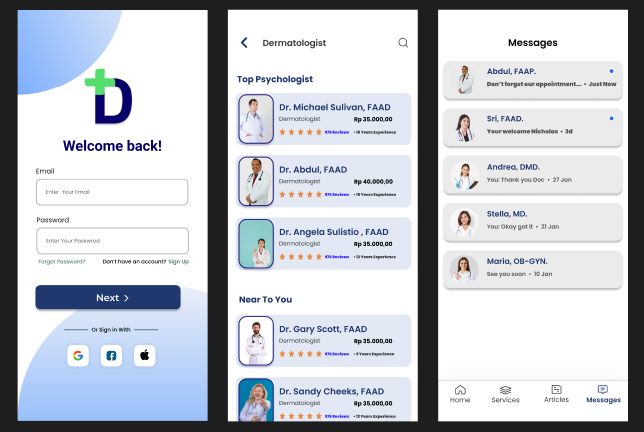 D
Welcome back!
Email
Enter Your Email
Password
Enter Your Password
Forgot Password? Don't have an account? Sign Up
Next
Or Sign in With
Dermatologist
Top Psychologist
Dr. Michael Sulivan, FAAD
Dermatologist Rp 35.000,00
978 Reviews • 10 Years Experience
Dr. Abdul, FAAD
Dermatologist Rp 40.000,00
978 Reviews • 15 Years Experience
Dr. Angela Sulistio , FAAD
Dermatologist Rp 35.000,00
978 Reviews • 12 Years Experience
Near To You
Dr. Gary Scott, FAAD
Dermatologist Rp 35.000,00
978 Reviews • 9 Years Experience
Dr. Sandy Cheeks, FAAD
Dermatologist Rp 35.000,00
978 Reviews • 12 Years Experience
Messages
Abdul, FAAP.
Don't forget our appointment... • Just Now
Sri, FAAD.
Your welcome Nicholas • 3d
Andrea, DMD.
You: Thank you Doc • 27 Jan
Stella, MD.
You: Okay got it • 21 Jan
Maria, OB-GYN.
See you soon • 10 Jan
Home Services Articles Messages